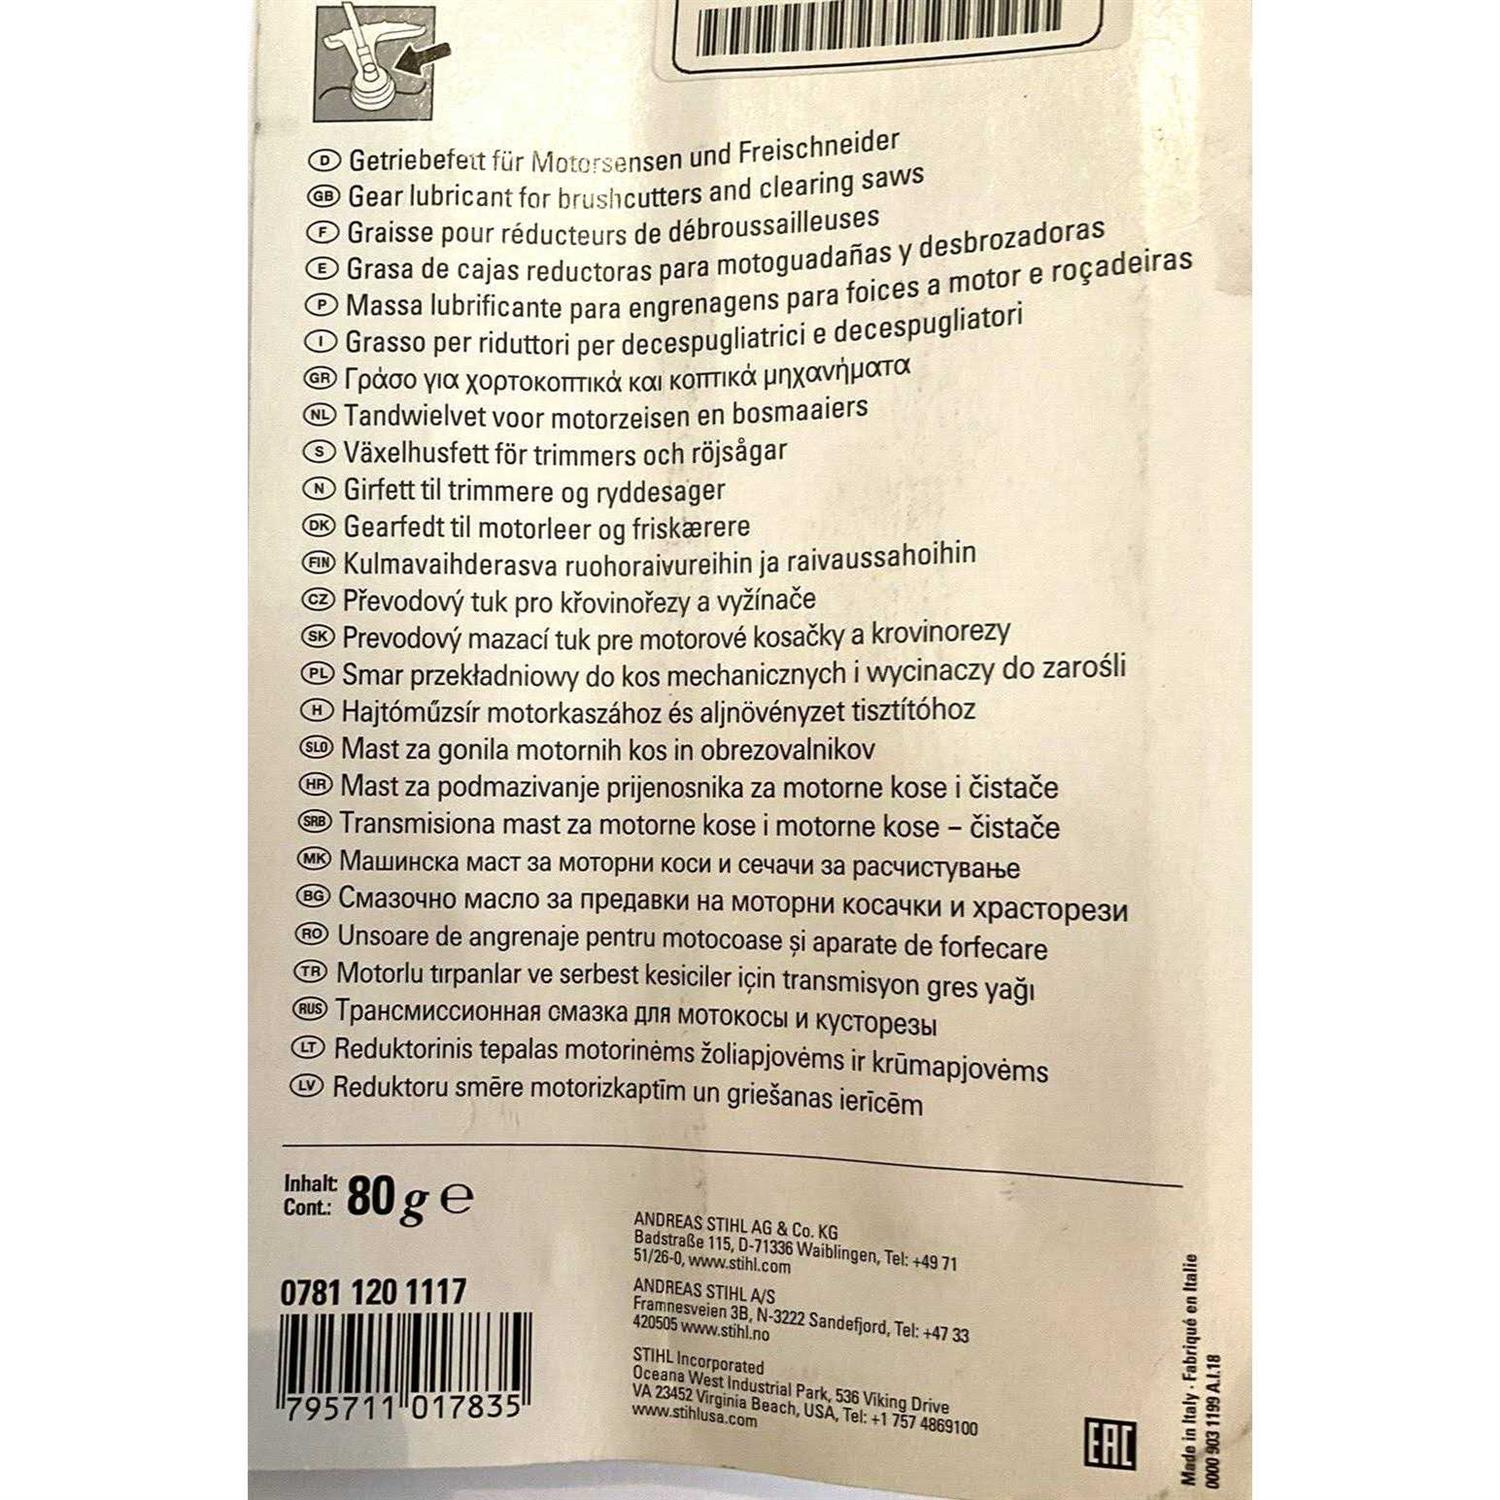 D Getriebefett für Motorsensen und Freischneider
GB Gear lubricant for brushcutters and clearing saws
F Graisse pour réducteurs de débroussailleuses
E Grasa de cajas reductoras para motoguadañas y desbrozadoras
P Massa lubrificante para engrenagens para foices a motor e roçadeiras
I Grasso per riduttori per decespugliatrici e decespugliatori
GR Γράσο για χορτοκοπτικά και κοπτικά μηχανήματα
NL Tandwielvet voor motorzeisen en bosmaaiers
S Växelhusfett för trimmers och röjsågar
N Girfett til trimmere og ryddesager
DK Gearfedt til motorleer og friskærere
FIN Kulmavaihderasva ruohoraivureihin ja raivaussahoihin
CZ Převodový tuk pro křovinořezy a vyžínače
SK Prevodový mazací tuk pre motorové kosačky a krovinorezy
PL Smar przekładniowy do kos mechanicznych i wycinaczy do zarośli
H Hajtóműzsír motorkaszához és aljnövényzet tisztítóhoz
SLO Mast za gonila motornih kos in obrezovalnikov
HR Mast za podmazivanje prijenosnika za motorne kose i čistače
SRB Transmisiona mast za motorne kose i motorne kose – čistače
MK Машинска маст за моторни коси и сечачи за расчистување
BG Смазочно масло за предавки на моторни косачки и храсторези
RO Unsoare de angrenaje pentru motocoase și aparate de forfecare
TR Motorlu tırpanlar ve serbest kesiciler için transmisyon gres yağı
RUS Трансмиссионная смазка для мотокосы и кусторезы
LT Reduktorinis tepalas motorinėms žoliapjovėms ir krūmapjovėms
LV Reduktoru smēre motorizkaptīm un griešanas ierīcēm
Inhalt:
Cont.: 80 g e
0781 120 1117
795711 017835
ANDREAS STIHL AG & Co. KG
Badstraße 115, D-71336 Waiblingen, Tel: +49 71
51/26-0, www.stihl.com
ANDREAS STIHL A/S
Framnesveien 3B, N-3222 Sandefjord, Tel: +47 33
420505 www.stihl.no
STIHL Incorporated
Oceana West Industrial Park, 536 Viking Drive
VA 23452 Virginia Beach, USA, Tel: +1 757 4869100
www.stihlusa.com
EAC
Made in Italy · Fabriqué en Italie
0000 903 1199 A.I.18